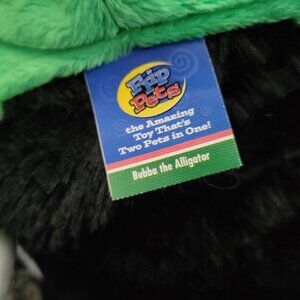 Flip
Pets
the Amazing
Toy That's
Two Pets in One!
Bubba the Alligator